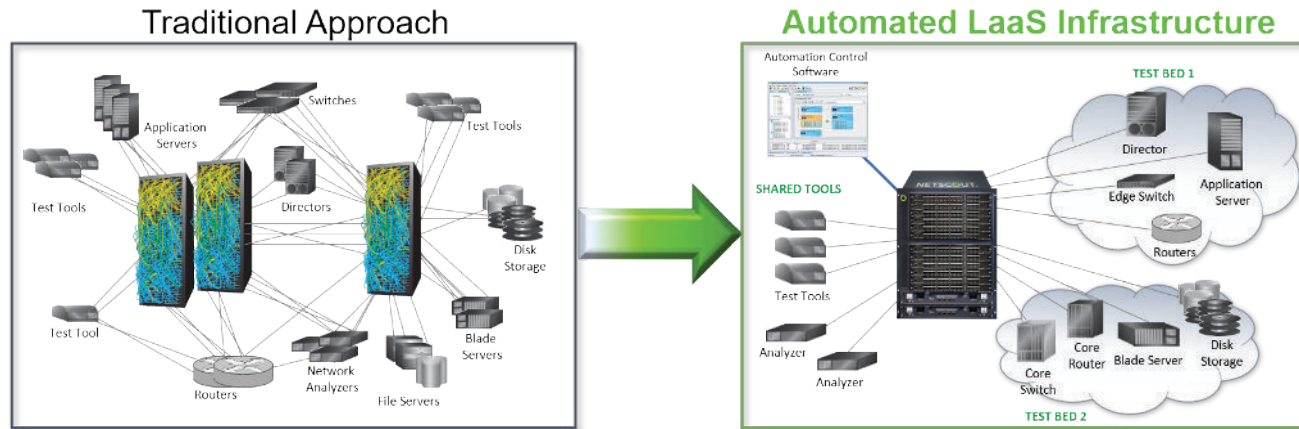 Traditional Approach
Automated LaaS Infrastructure
Application
Servers
Switches
Test Tools
Test Tools
Directors
Disk
Storage
Test Tool
Blade
Servers
Routers
Network
Analyzers
File Servers
Automation Control
Software
TEST BED 1
Director
Application
Server
Edge Switch
Routers
SHARED TOOLS
NETSCOUT.
Test Tools
Analyzer
Analyzer
Core
Switch
Core
Router
Blade Server
Disk
Storage
TEST BED 2